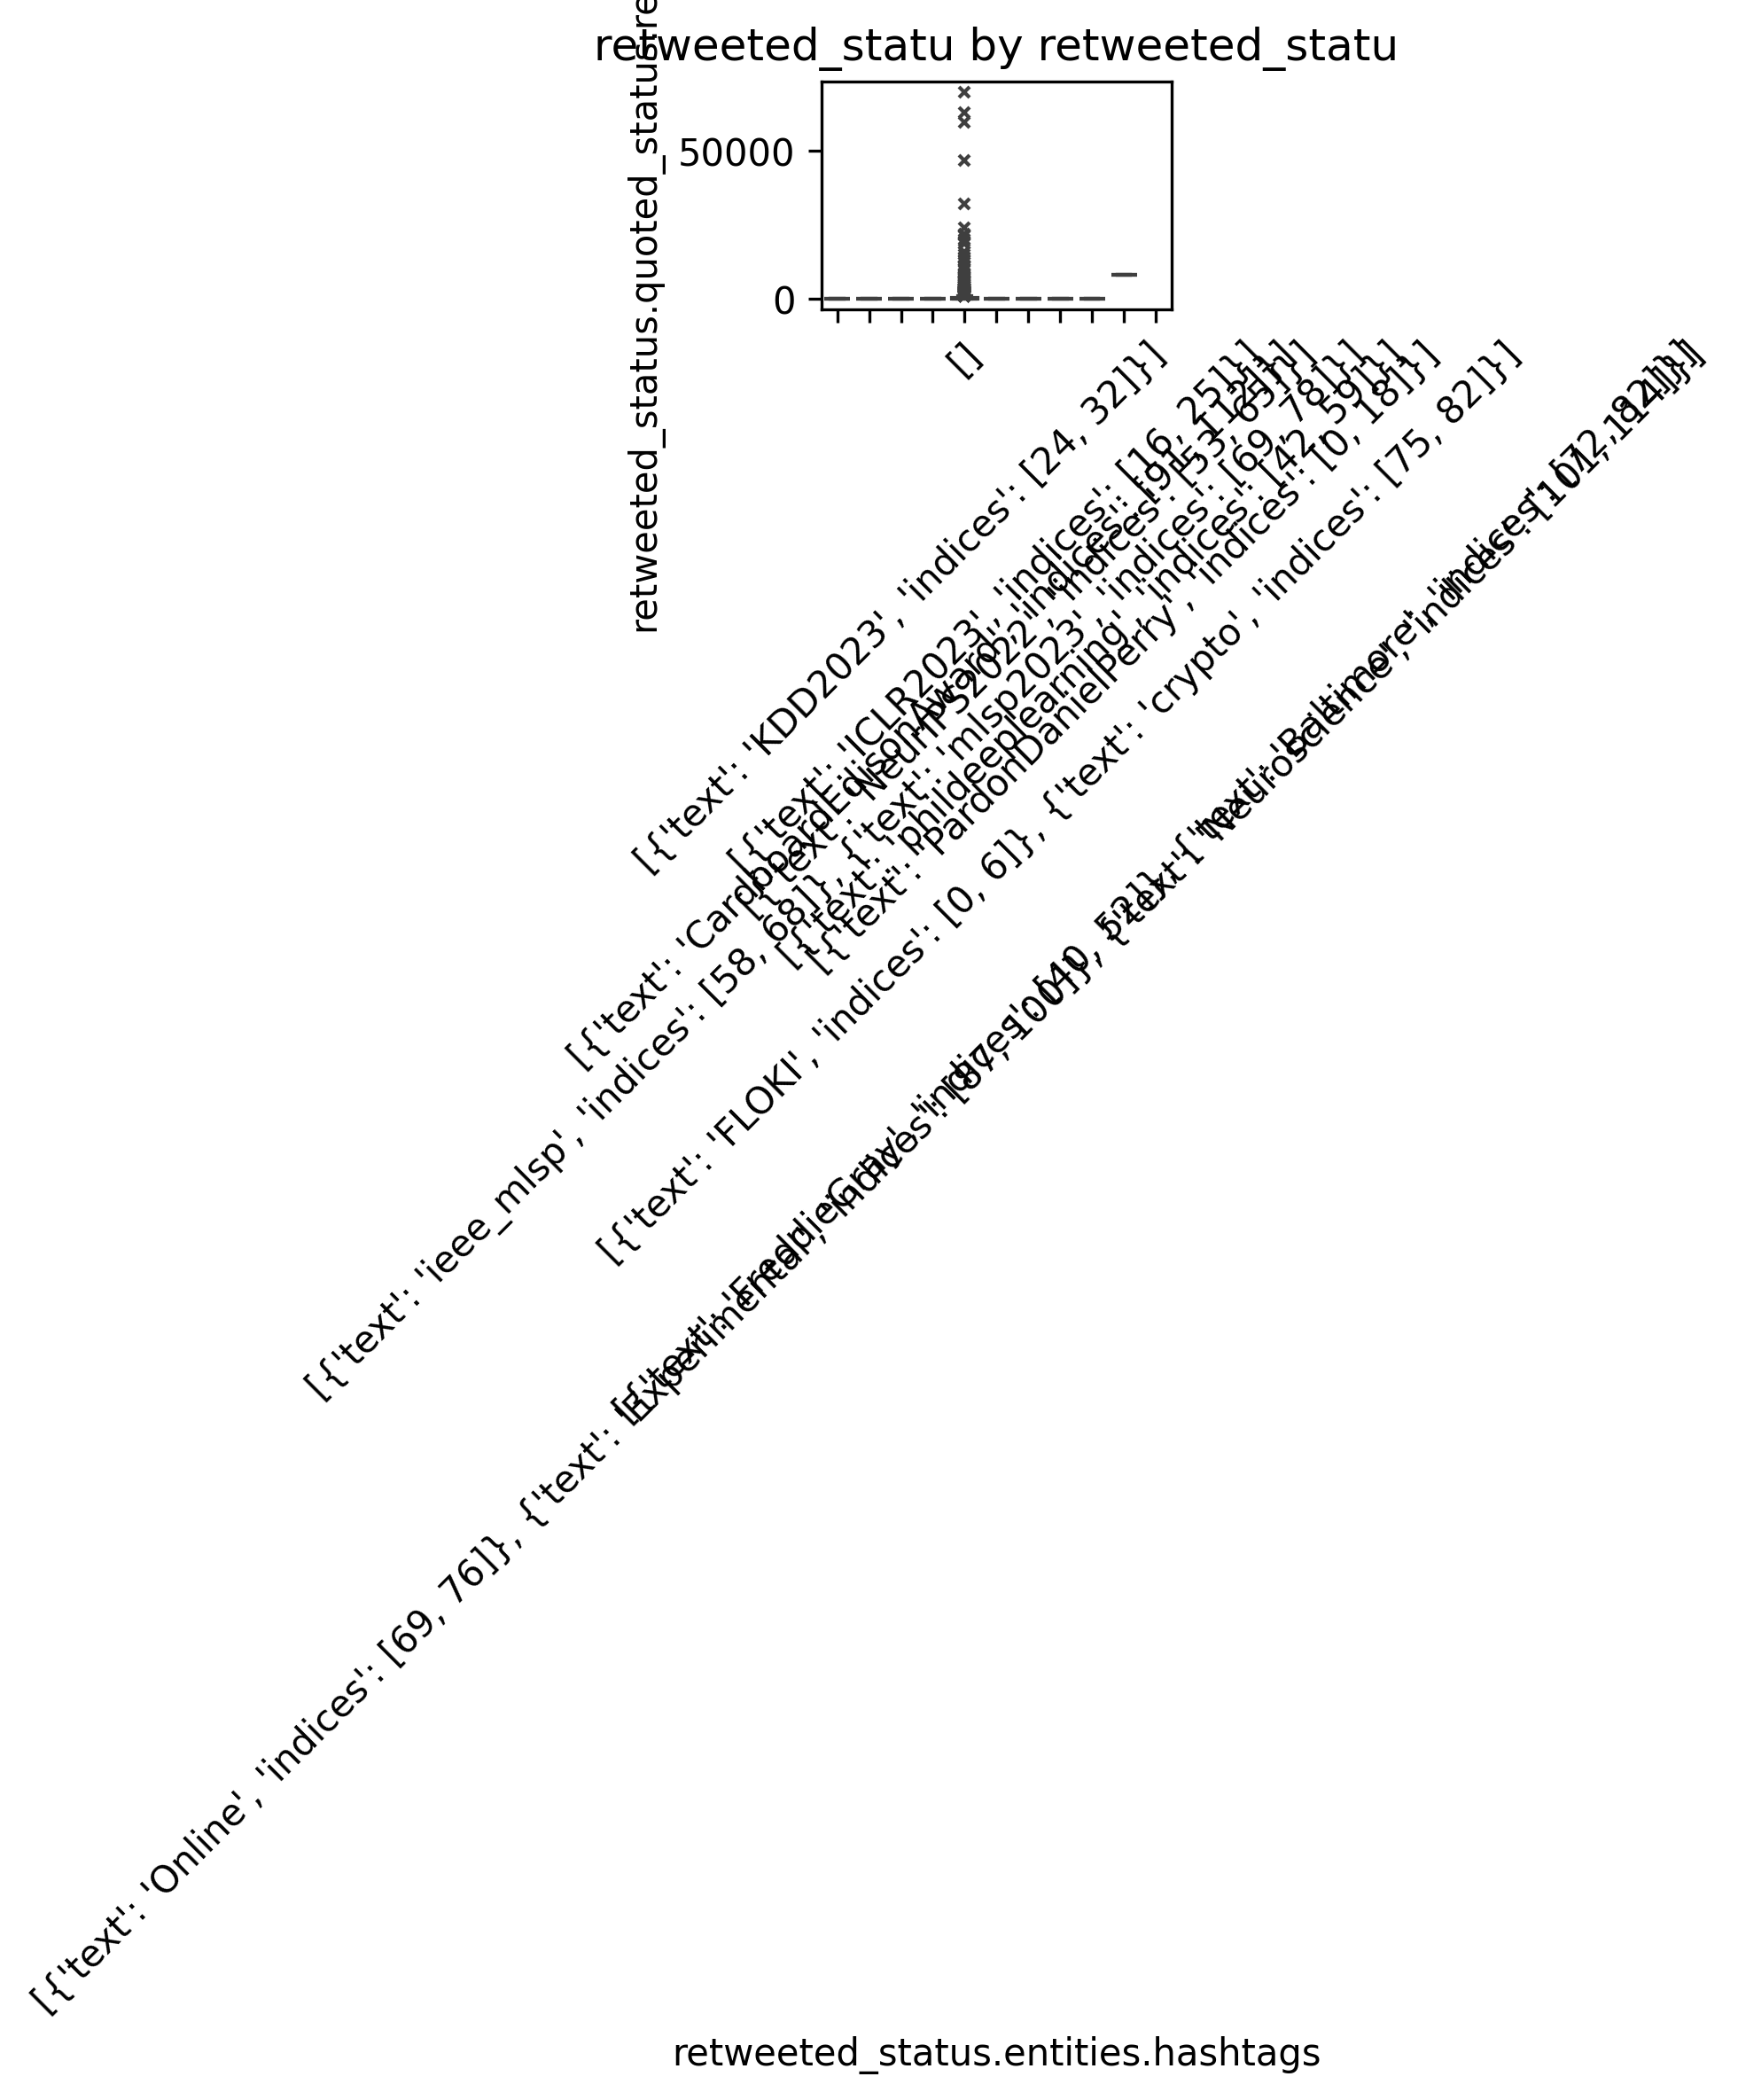 retweeted_statu by retweeted_statu
retweeted_status.quoted_status.re
50000
0
[]
[{'text': 'KDD2023', 'indices': [24, 32]}]
[{'text': 'ICLR2023', 'indices': [16, 25]}]
[{'text': 'CardboardEdisonAward', 'indices': [91, 112]}]
[{'text': 'NeurIPS2022', 'indices': [53, 65]}]
[{'text': 'ieee_mlsp', 'indices': [58, 68]}, {'text': 'mlsp2023', 'indices': [69, 78]}]
[{'text': 'phildeeplearning', 'indices': [42, 59]}]
[{'text': 'PardonDanielPerry', 'indices': [0, 18]}]
[{'text': 'FLOKI', 'indices': [0, 6]}, {'text': 'crypto', 'indices': [75, 82]}]
[{'text': 'FreddieGray', 'indices': [40, 52]}, {'text': 'Baltimore', 'indices': [72, 82]}]
[{'text': 'Online', 'indices': [69, 76]}, {'text': 'Experimental', 'indices': [87, 100]}, {'text': 'Neuroscience', 'indices': [101, 114]}]
retweeted_status.entities.hashtags